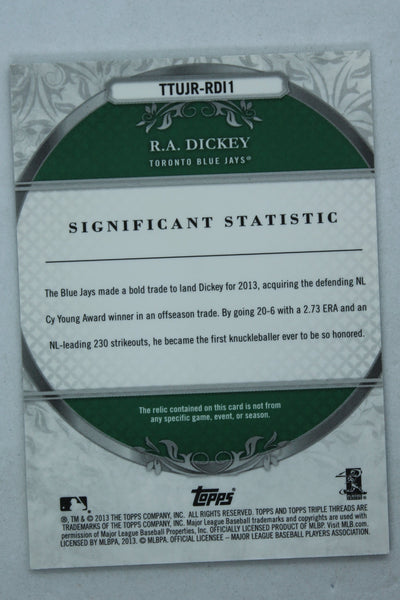 TTUJR-RDI1
R.A. DICKEY
TORONTO BLUE JAYS®
SIGNIFICANT STATISTIC
The Blue Jays made a bold trade to land Dickey for 2013, acquiring the defending NL
Cy Young Award winner in an offseason trade. By going 20-6 with a 2.73 ERA and an
NL-leading 230 strikeouts, he became the first knuckleballer ever to be so honored.
The relic contained on this card is not from
any specific game, event, or season.
Topps
®, ™ & © 2013 THE TOPPS COMPANY, INC. ALL RIGHTS RESERVED. TOPPS AND TOPPS TRIPLE THREADS ARE
TRADEMARKS OF THE TOPPS COMPANY, INC. Major League Baseball trademarks and copyrights are used with
permission of Major League Baseball Properties, Inc. OFFICIALLY LICENSED PRODUCT OF MLBP. Visit MLB.com.
LICENSED BY MLBPA, 2013. © MLBPA. OFFICIAL LICENSEE – MAJOR LEAGUE BASEBALL PLAYERS ASSOCIATION.